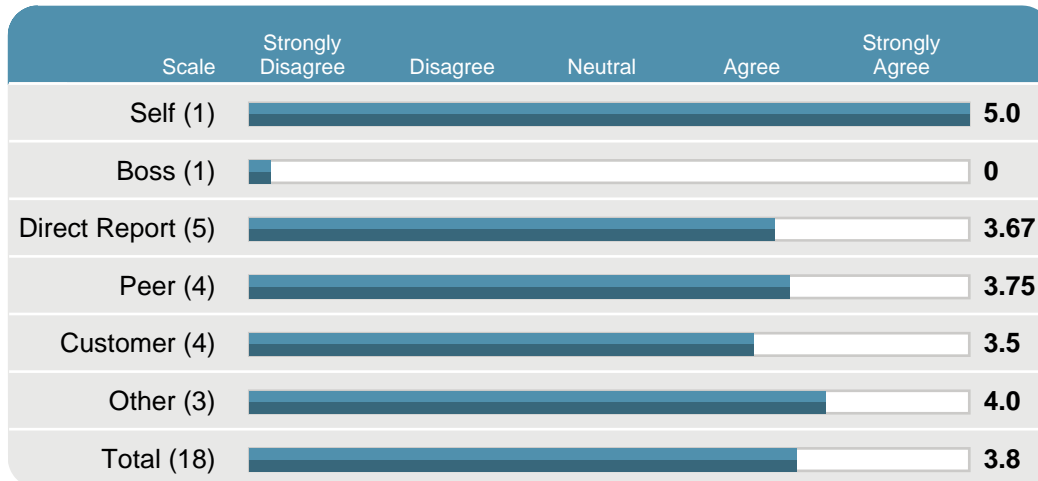 Scale
Strongly
Disagree
Disagree
Neutral
Agree
Strongly
Agree
Self (1) 5.0
Boss (1) 0
Direct Report (5) 3.67
Peer (4) 3.75
Customer (4) 3.5
Other (3) 4.0
Total (18) 3.8